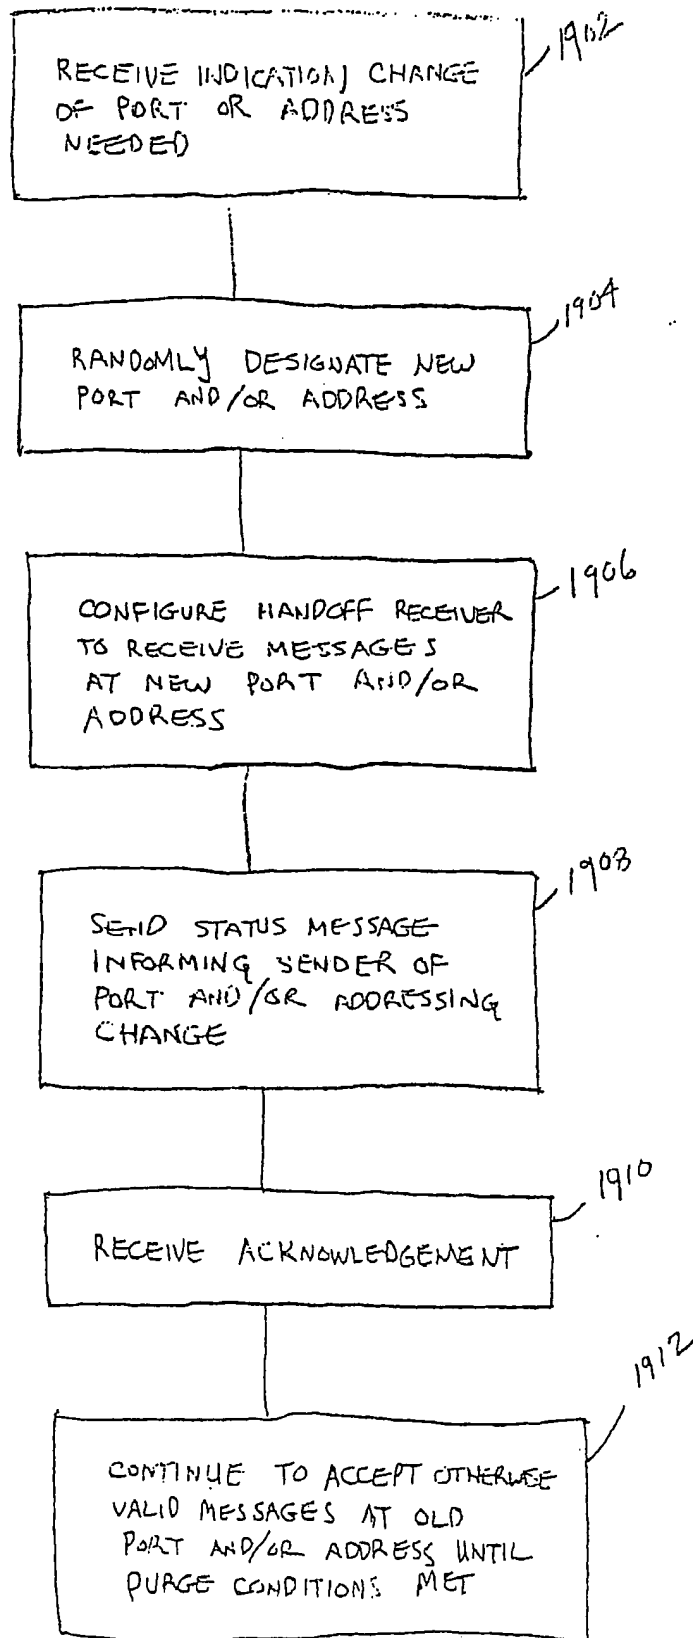 1902
RECEIVE INDICATION CHANGE
OF PORT OR ADDRESS
NEEDED
1904
RANDOMLY DESIGNATE NEW
PORT AND/OR ADDRESS
1906
CONFIGURE HANDOFF RECEIVER
TO RECEIVE MESSAGES
AT NEW PORT AND/OR
ADDRESS
1908
SEND STATUS MESSAGE
INFORMING SENDER OF
PORT AND/OR ADDRESSING
CHANGE
1910
RECEIVE ACKNOWLEDGEMENT
1912
CONTINUE TO ACCEPT OTHERWISE
VALID MESSAGES AT OLD
PORT AND/OR ADDRESS UNTIL
PURGE CONDITIONS MET